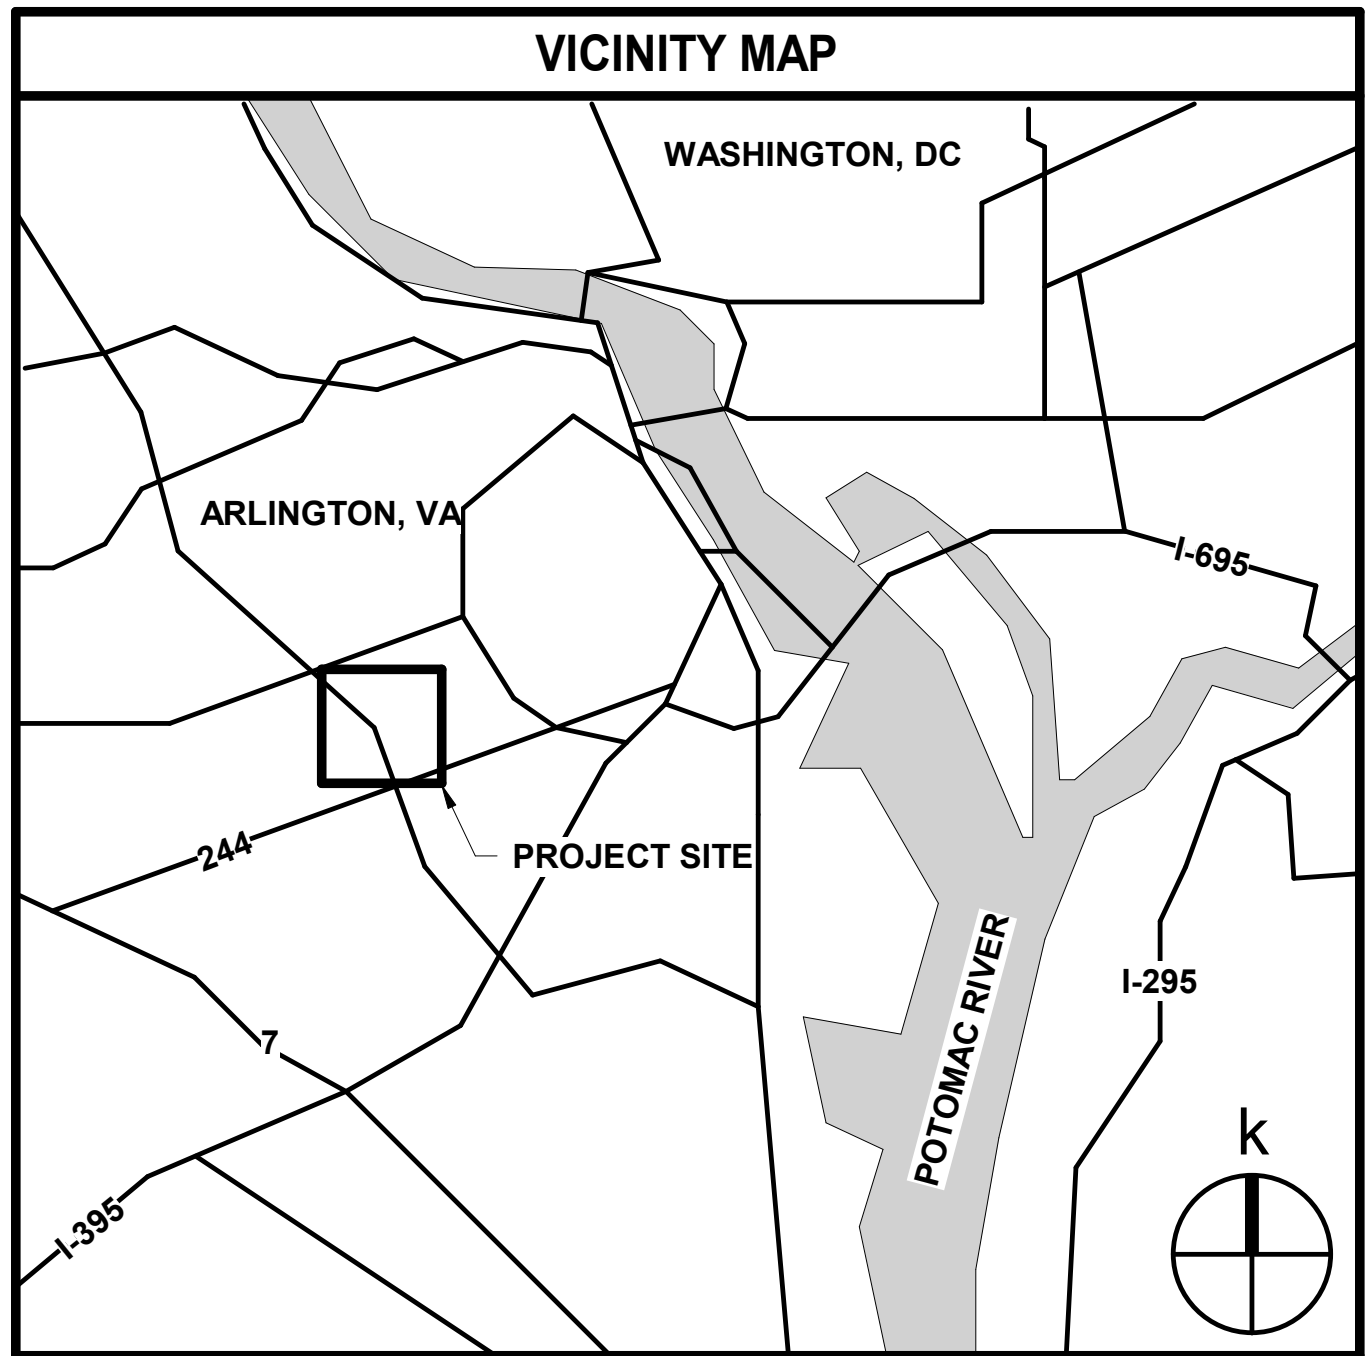 VICINITY MAP
WASHINGTON, DC
ARLINGTON, VA
I-695
244
PROJECT SITE
POTOMAC RIVER
I-295
7
k
I-395